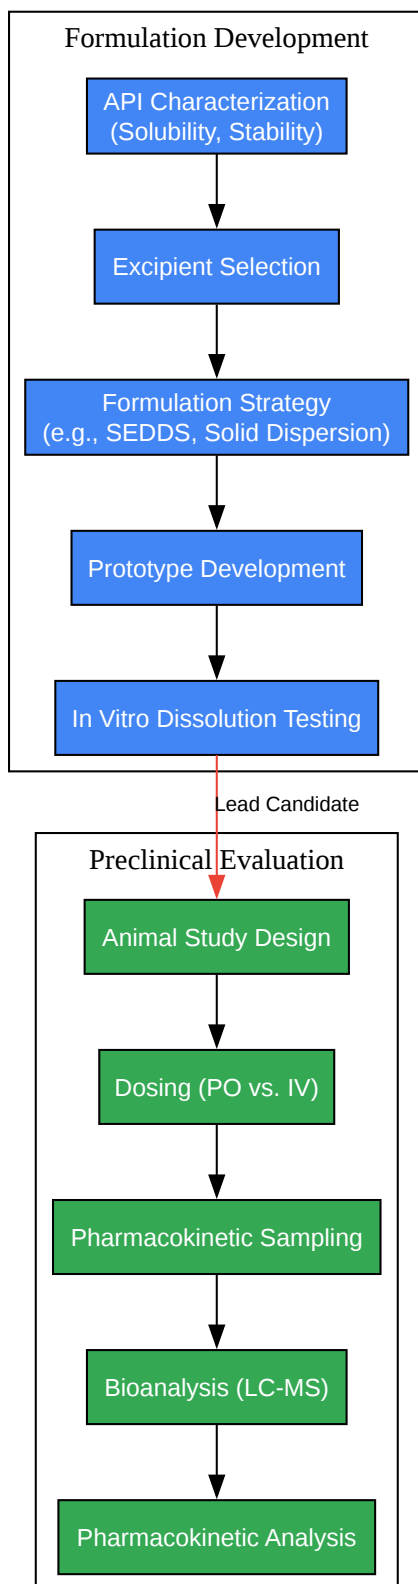 Formulation Development
API Characterization
(Solubility, Stability)
Excipient Selection
Formulation Strategy
(e.g., SEDDS, Solid Dispersion)
Prototype Development
In Vitro Dissolution Testing
Lead Candidate
Preclinical Evaluation
Animal Study Design
Dosing (PO vs. IV)
Pharmacokinetic Sampling
Bioanalysis (LC-MS)
Pharmacokinetic Analysis